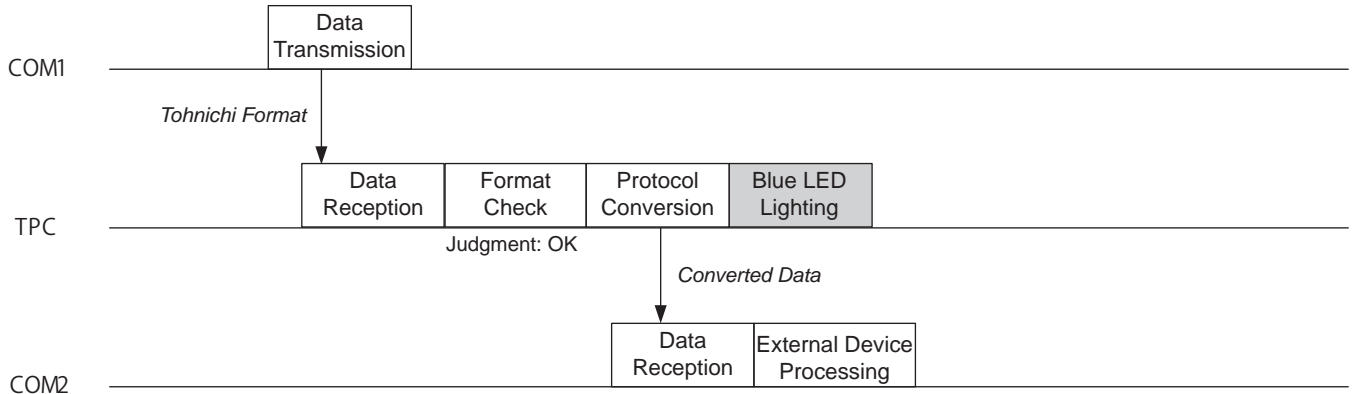 Data
Transmission
COM1
Tohnichi Format
Data
Reception
Format
Check
Protocol
Conversion
Blue LED
Lighting
TPC
Judgment: OK
Converted Data
Data
Reception
External Device
Processing
COM2